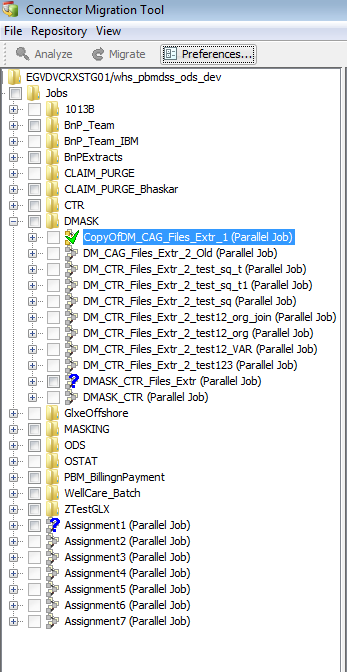 Connector Migration Tool
File Repository View
Analyze Migrate Preferences...
EGVDVCRXSTG01/whs_pbmdss_ods_dev
Jobs
1013B
BnP_Team
BnP_Team_IBM
BnPExtracts
CLAIM_PURGE
CLAIM_PURGE_Bhaskar
CTR
DMASK
CopyOfDM_CAG_Files_Extr_1 (Parallel Job)
DM_CAG_Files_Extr_2_Old (Parallel Job)
DM_CTR_Files_Extr_2_test_sq_t (Parallel Job)
DM_CTR_Files_Extr_2_test_sq_t1 (Parallel Job)
DM_CTR_Files_Extr_2_test_sq (Parallel Job)
DM_CTR_Files_Extr_2_test12_org_join (Parallel Job)
DM_CTR_Files_Extr_2_test12_org (Parallel Job)
DM_CTR_Files_Extr_2_test12_VAR (Parallel Job)
DM_CTR_Files_Extr_2_test123 (Parallel Job)
DMASK_CTR_Files_Extr (Parallel Job)
DMASK_CTR (Parallel Job)
GlxeOffshore
MASKING
ODS
OSTAT
PBM_BillingnPayment
WellCare_Batch
ZTestGLX
Assignment1 (Parallel Job)
Assignment2 (Parallel Job)
Assignment3 (Parallel Job)
Assignment4 (Parallel Job)
Assignment5 (Parallel Job)
Assignment6 (Parallel Job)
Assignment7 (Parallel Job)